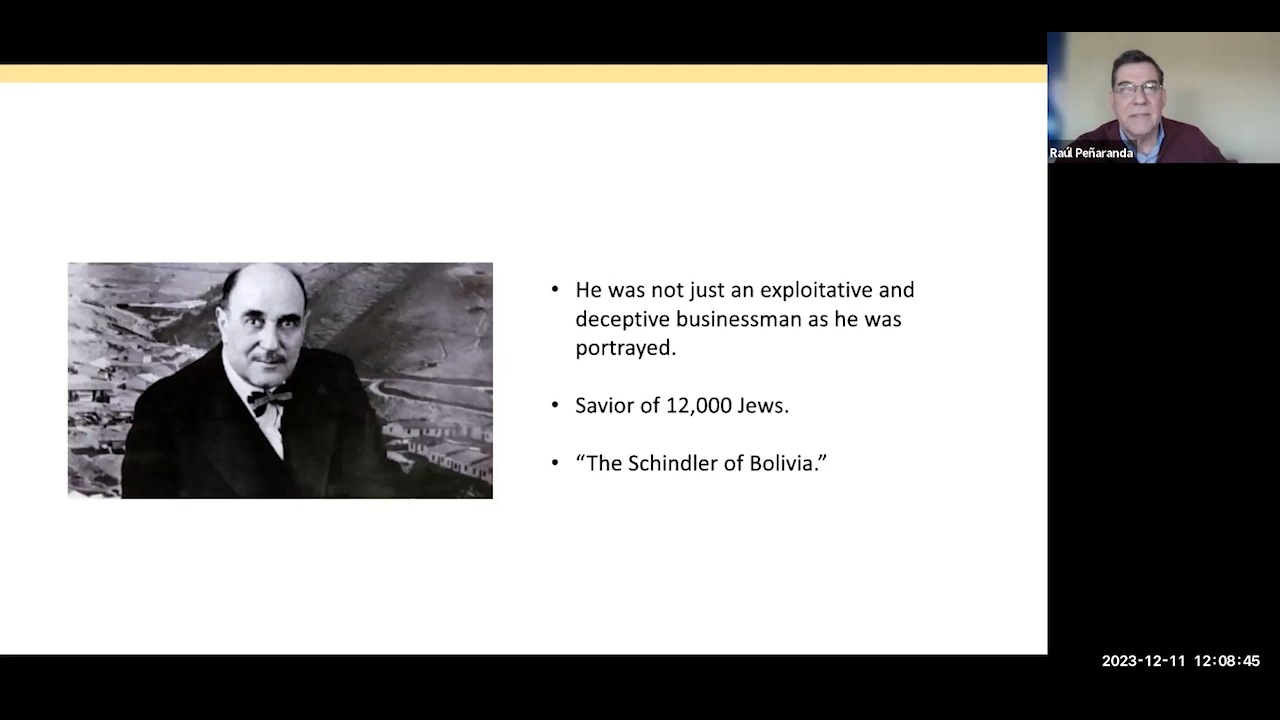 • He was not just an exploitative and
deceptive businessman as he was
portrayed.
• Savior of 12,000 Jews.
• “The Schindler of Bolivia.”
Raúl Peñaranda
2023-12-11 12:08:45